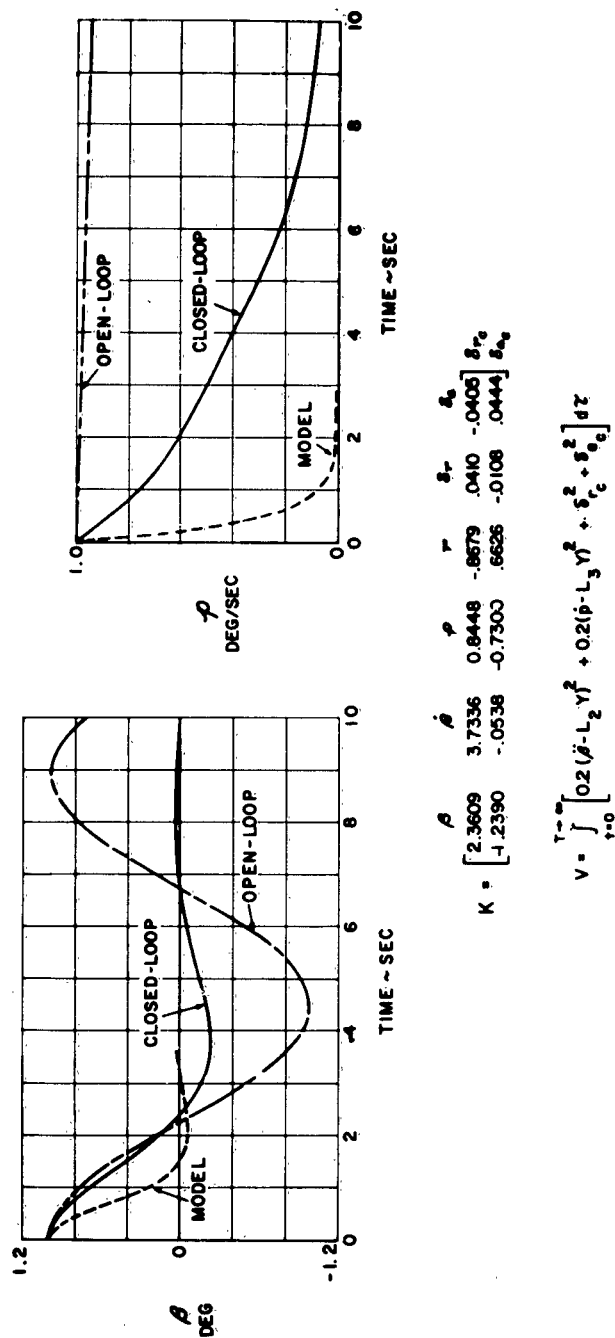 1.2
0
-1.2
β
DEG
MODEL
CLOSED-LOOP
OPEN-LOOP
0 2 4 6 8 10
TIME ~ SEC
1.0
0
p
DEG/SEC
OPEN-LOOP
CLOSED-LOOP
MODEL
0 2 4 6 8 10
TIME ~ SEC
β β̇ p r δr δa
K = [ 2.3609 3.7336 0.8448 -.8679 .0410 -.0405 ] δrc
[ -1.2390 -.0538 -0.7300 .6626 -.0108 .0444 ] δac
V = ∫ t=0 T→∞ [ 0.2 (β̈ - L2 Y)² + 0.2 (ṗ - L3 Y)² + δrc² + δac² ] dτ